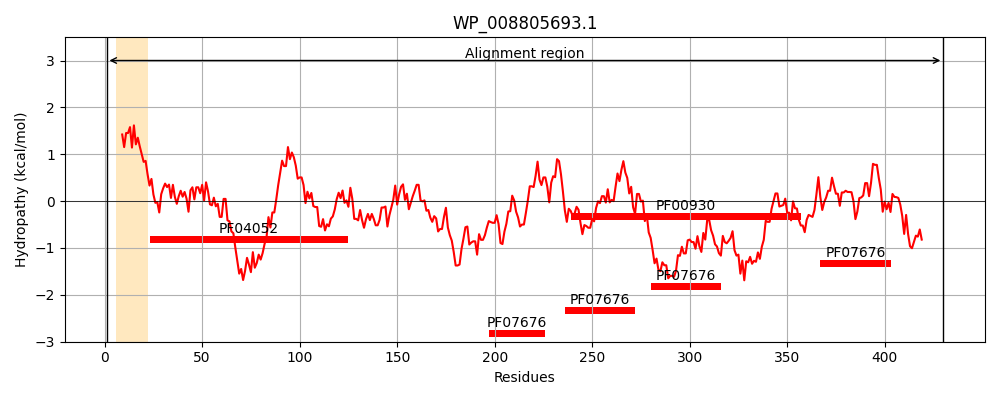 WP_008805693.1
Alignment region
3
2
1
0
−1
−2
−3
Hydropathy (kcal/mol)
PF00930
PF04052
PF07676
PF07676
PF07676
PF07676
0 50 100 150 200 250 300 350 400
Residues